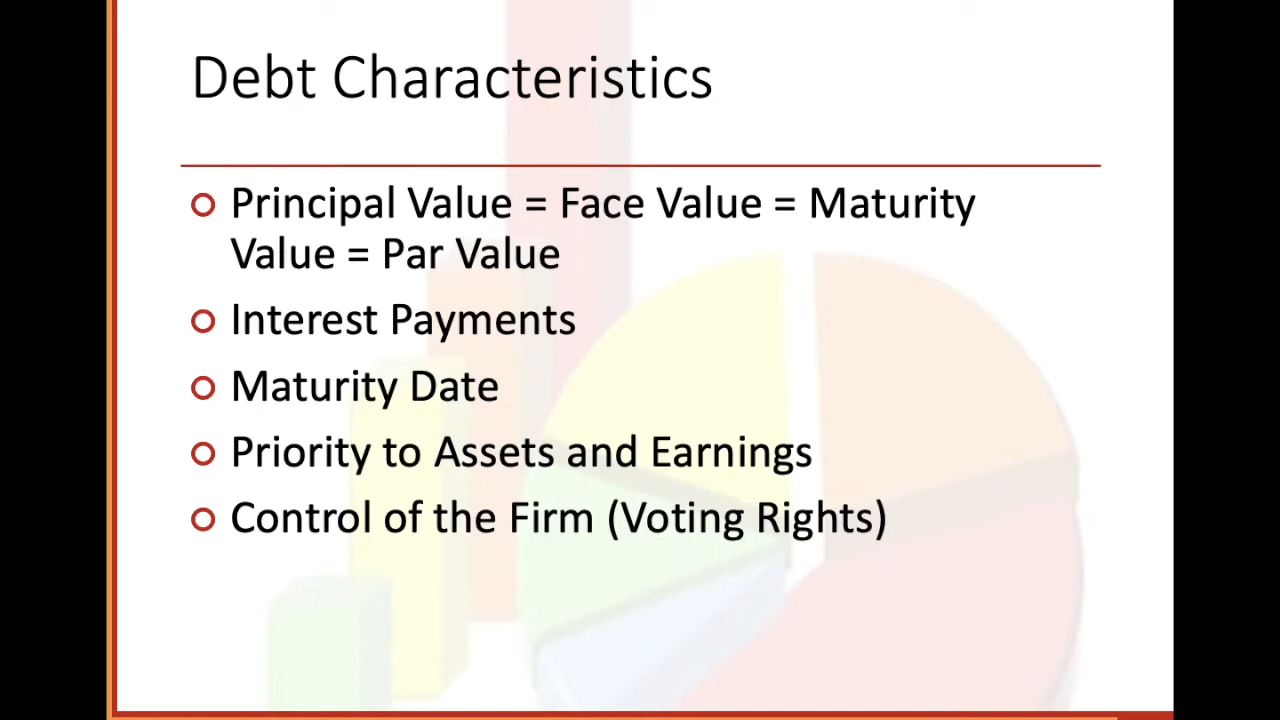 Debt Characteristics
Principal Value = Face Value = Maturity
Value = Par Value
Interest Payments
Maturity Date
Priority to Assets and Earnings
Control of the Firm (Voting Rights)